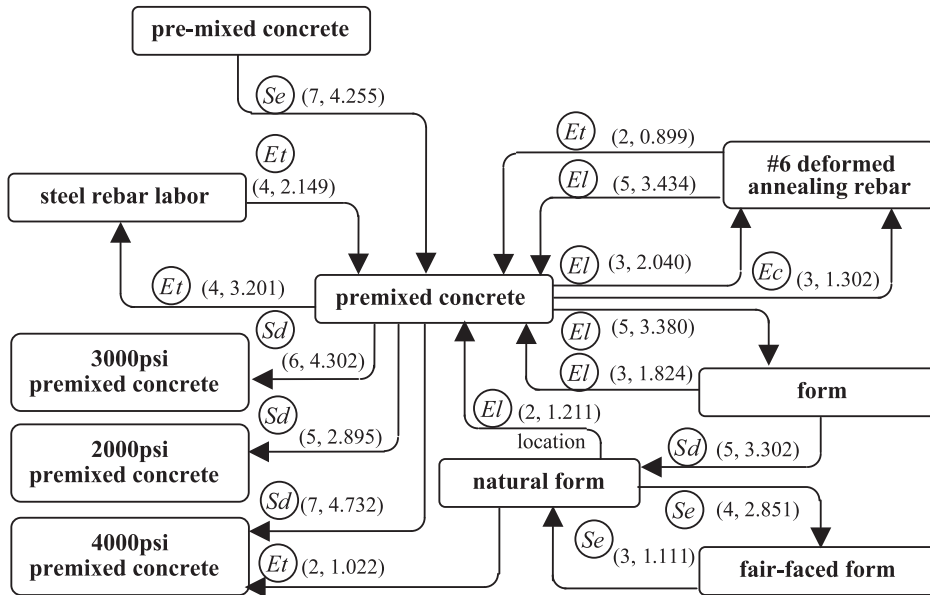 pre-mixed concrete
Se (7, 4.255)
Et
(4, 2.149)
steel rebar labor
Et (2, 0.899)
El (5, 3.434)
#6 deformed
annealing rebar
El (3, 2.040)
Ec (3, 1.302)
Et (4, 3.201)
premixed concrete
Sd
(6, 4.302)
3000psi
premixed concrete
El (5, 3.380)
El (3, 1.824)
form
Sd
(5, 2.895)
2000psi
premixed concrete
El (2, 1.211)
location
Sd (5, 3.302)
natural form
Sd (7, 4.732)
4000psi
premixed concrete
Et (2, 1.022)
Se (4, 2.851)
Se
(3, 1.111)
fair-faced form